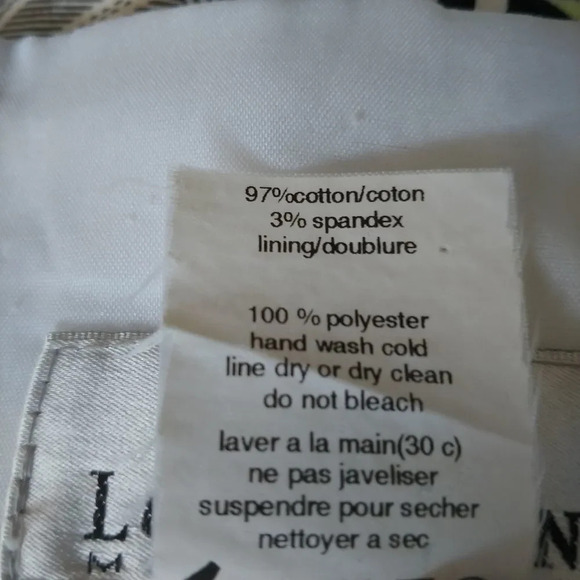 97%cotton/coton
3% spandex
lining/doublure
100 % polyester
hand wash cold
line dry or dry clean
do not bleach
laver a la main(30 c)
ne pas javeliser
suspendre pour secher
nettoyer a sec